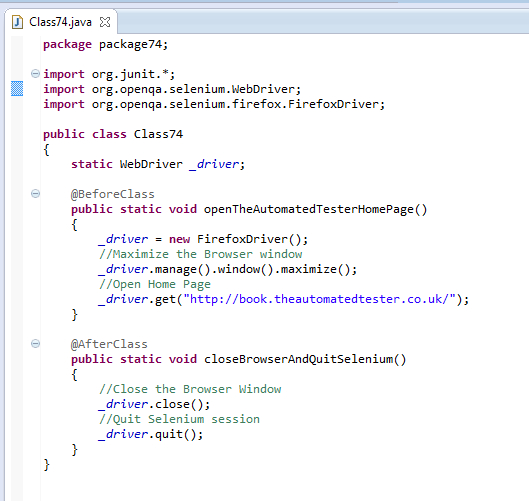 Class74.java
package package74;
import org.junit.*;
import org.openqa.selenium.WebDriver;
import org.openqa.selenium.firefox.FirefoxDriver;
public class Class74
{
static WebDriver _driver;
@BeforeClass
public static void openTheAutomatedTesterHomePage()
{
_driver = new FirefoxDriver();
//Maximize the Browser window
_driver.manage().window().maximize();
//Open Home Page
_driver.get("http://book.theautomatedtester.co.uk/");
}
@AfterClass
public static void closeBrowserAndQuitSelenium()
{
//Close the Browser Window
_driver.close();
//Quit Selenium session
_driver.quit();
}
}